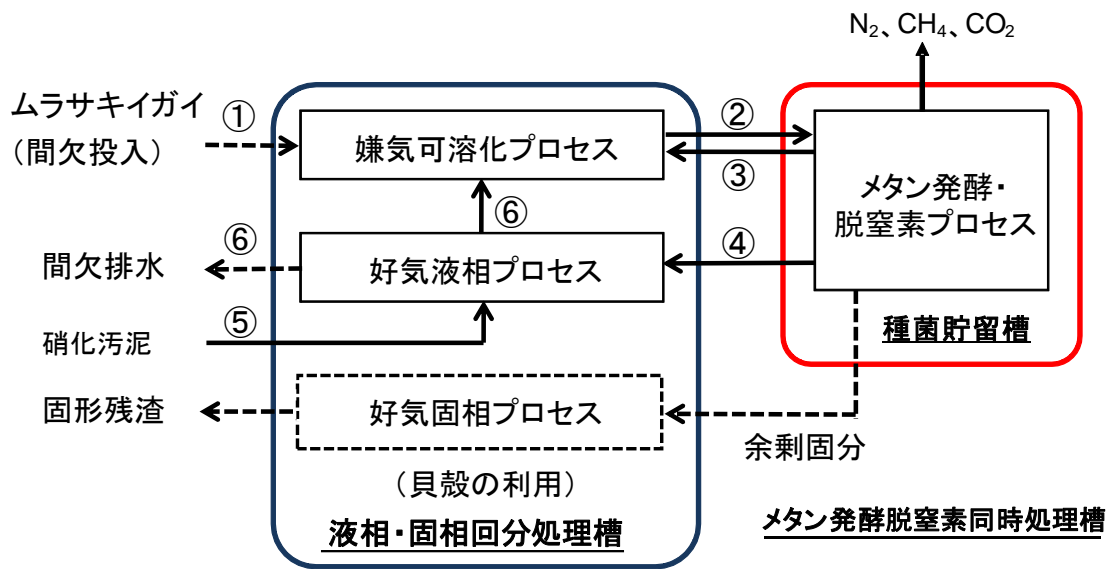 N₂、CH₄、CO₂
ムラサキイガイ
（間欠投入）
①
嫌気可溶化プロセス
②
③
メタン発酵・
脱窒素プロセス
⑥
⑥
間欠排水
好気液相プロセス
④
⑤
硝化汚泥
種菌貯留槽
固形残渣
好気固相プロセス
余剰固分
（貝殻の利用）
液相・固相回分処理槽
メタン発酵脱窒素同時処理槽